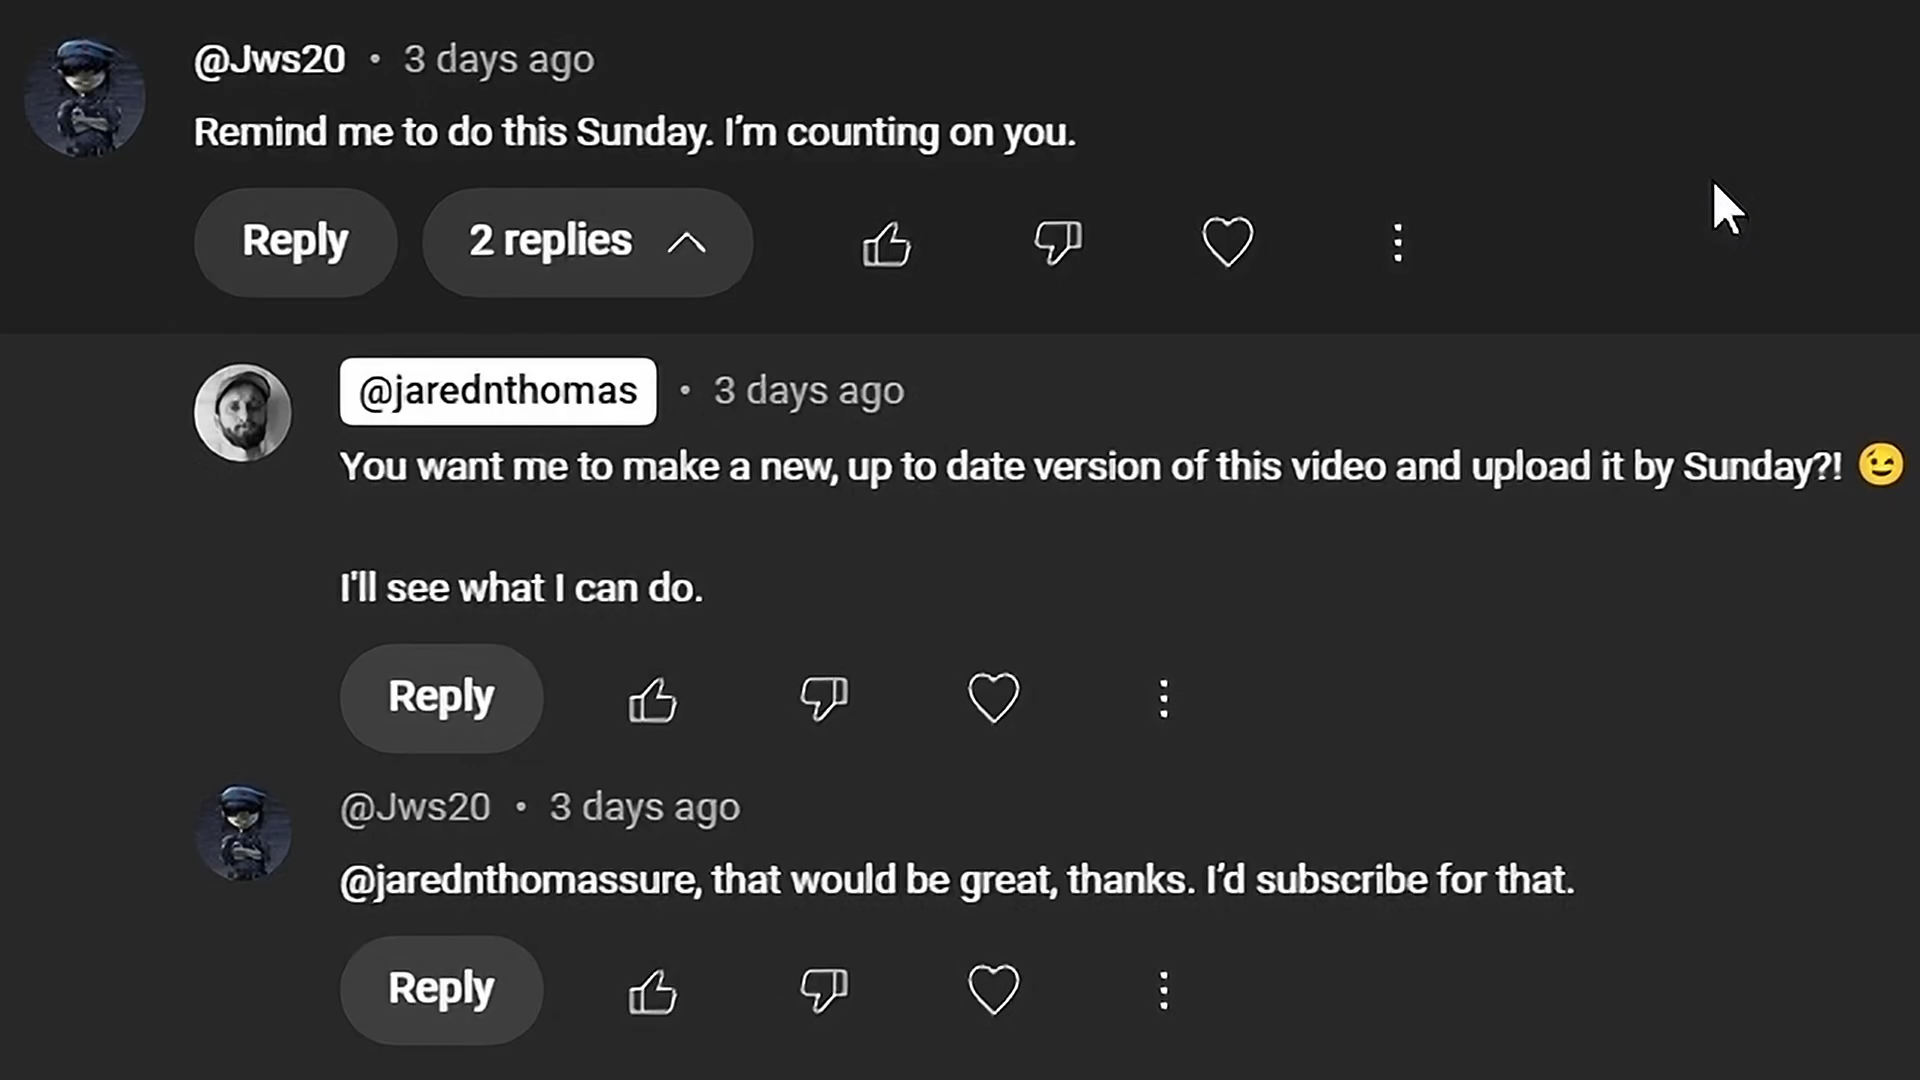 @Jws20 • 3 days ago
Remind me to do this Sunday. I’m counting on you.
Reply 2 replies
@jarednthomas • 3 days ago
You want me to make a new, up to date version of this video and upload it by Sunday?! 😉
I'll see what I can do.
Reply
@Jws20 • 3 days ago
@jarednthomassure, that would be great, thanks. I’d subscribe for that.
Reply